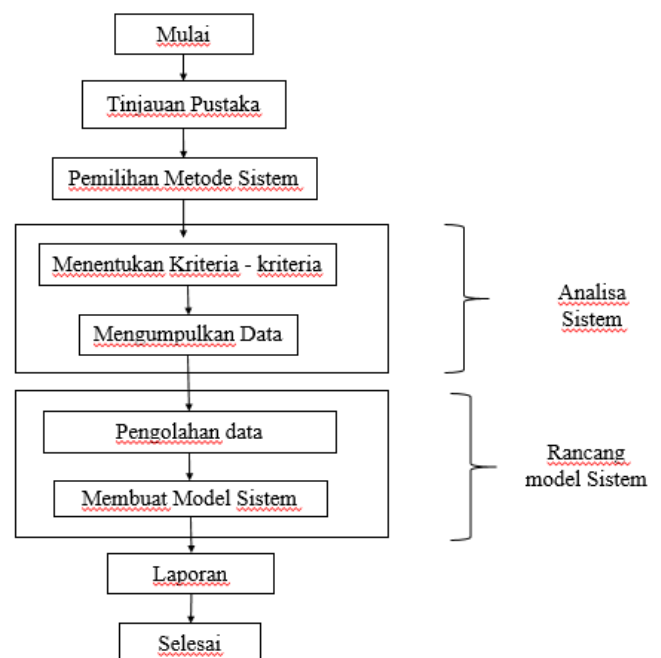 Mulai
Tinjauan Pustaka
Pemilihan Metode Sistem
Menentukan Kriteria - kriteria
Mengumpulkan Data
Analisa
Sistem
Pengolahan data
Membuat Model Sistem
Rancang
model Sistem
Laporan
Selesai